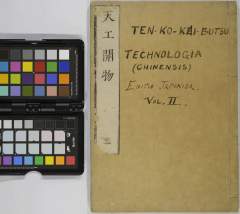 天工開物
TEN-KO-KAI-BUTSU
TECHNOLOGIA
(CHINENSIS)
EDITIO JAPONICA.
VOL. II.